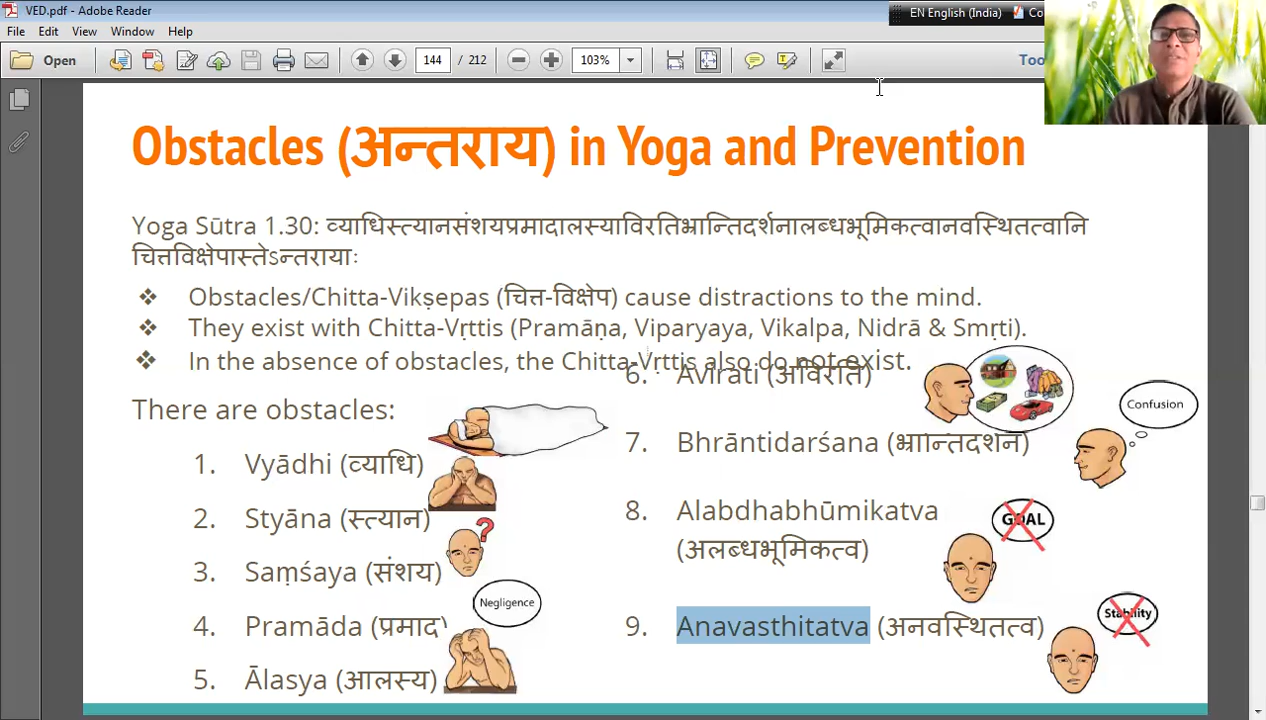 VED.pdf - Adobe Reader
EN English (India)
Co
File Edit View Window Help
Open
144 / 212
103%
Too
Obstacles (अन्तराय) in Yoga and Prevention
Yoga Sūtra 1.30: व्याधिस्त्यानसंशयप्रमादालस्याविरतिभ्रान्तिदर्शनालब्धभूमिकत्वानवस्थितत्वानि
चित्तविक्षेपास्तेऽन्तरायाः
❖ Obstacles/Chitta-Vikṣepas (चित्त-विक्षेप) cause distractions to the mind.
❖ They exist with Chitta-Vṛttis (Pramāṇa, Viparyaya, Vikalpa, Nidrā & Smṛti).
❖ In the absence of obstacles, the Chitta-Vṛttis also do not exist.
There are obstacles:
1. Vyādhi (व्याधि)
2. Styāna (स्त्यान)
3. Saṃśaya (संशय)
?
4. Pramāda (प्रमाद)
Negligence
5. Ālasya (आलस्य)
6. Avirati (अविरति)
7. Bhrāntidarśana (भ्रान्तिदर्शन)
Confusion
8. Alabdhabhūmikatva
(अलब्धभूमिकत्व)
GOAL
9. Anavasthitatva (अनवस्थितत्व)
Stability